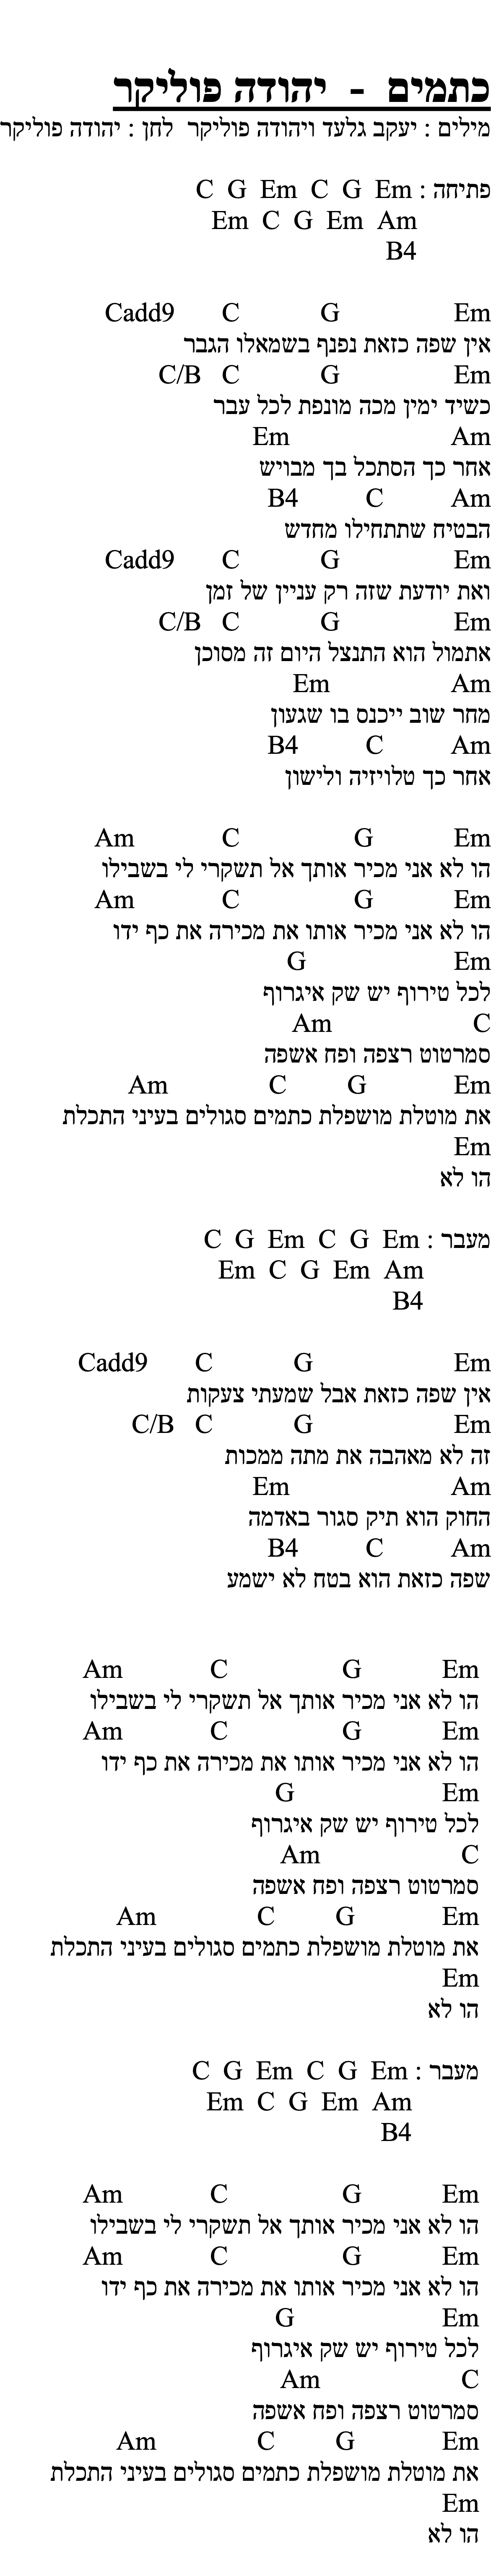 כתמים - יהודה פוליקר
מילים : יעקב גלעד ויהודה פוליקר לחן : יהודה פוליקר
פתיחה : C G Em C G Em
Em C G Em Am
B4
Cadd9 C G Em
אין שפה כזאת נפנף בשמאלו הגבר
C/B C G Em
כשיד ימין מכה מונפת לכל עבר
Em Am
אחר כך הסתכל בך מבויש
B4 C Am
הבטיח שתתחילו מחדש
Cadd9 C G Em
ואת יודעת שזה רק עניין של זמן
C/B C G Em
אתמול הוא התנצל היום זה מסוכן
Em Am
מחר שוב ייכנס בו שגעון
B4 C Am
אחר כך טלויזיה ולישון
Am C G Em
הו לא אני מכיר אותך אל תשקרי לי בשבילו
Am C G Em
הו לא אני מכיר אותו את מכירה את כף ידו
G Em
לכל טירוף יש שק איגרוף
Am C
סמרטוט רצפה ופח אשפה
Am C G Em
את מוטלת מושפלת כתמים סגולים בעיני התכלת
Em
הו לא
מעבר : C G Em C G Em
Em C G Em Am
B4
Cadd9 C G Em
אין שפה כזאת אבל שמעתי צעקות
C/B C G Em
זה לא מאהבה את מתה ממכות
Em Am
החוק הוא תיק סגור באדמה
B4 C Am
שפה כזאת הוא בטח לא ישמע
Am C G Em
הו לא אני מכיר אותך אל תשקרי לי בשבילו
Am C G Em
הו לא אני מכיר אותו את מכירה את כף ידו
G Em
לכל טירוף יש שק איגרוף
Am C
סמרטוט רצפה ופח אשפה
Am C G Em
את מוטלת מושפלת כתמים סגולים בעיני התכלת
Em
הו לא
מעבר : C G Em C G Em
Em C G Em Am
B4
Am C G Em
הו לא אני מכיר אותך אל תשקרי לי בשבילו
Am C G Em
הו לא אני מכיר אותו את מכירה את כף ידו
G Em
לכל טירוף יש שק איגרוף
Am C
סמרטוט רצפה ופח אשפה
Am C G Em
את מוטלת מושפלת כתמים סגולים בעיני התכלת
Em
הו לא